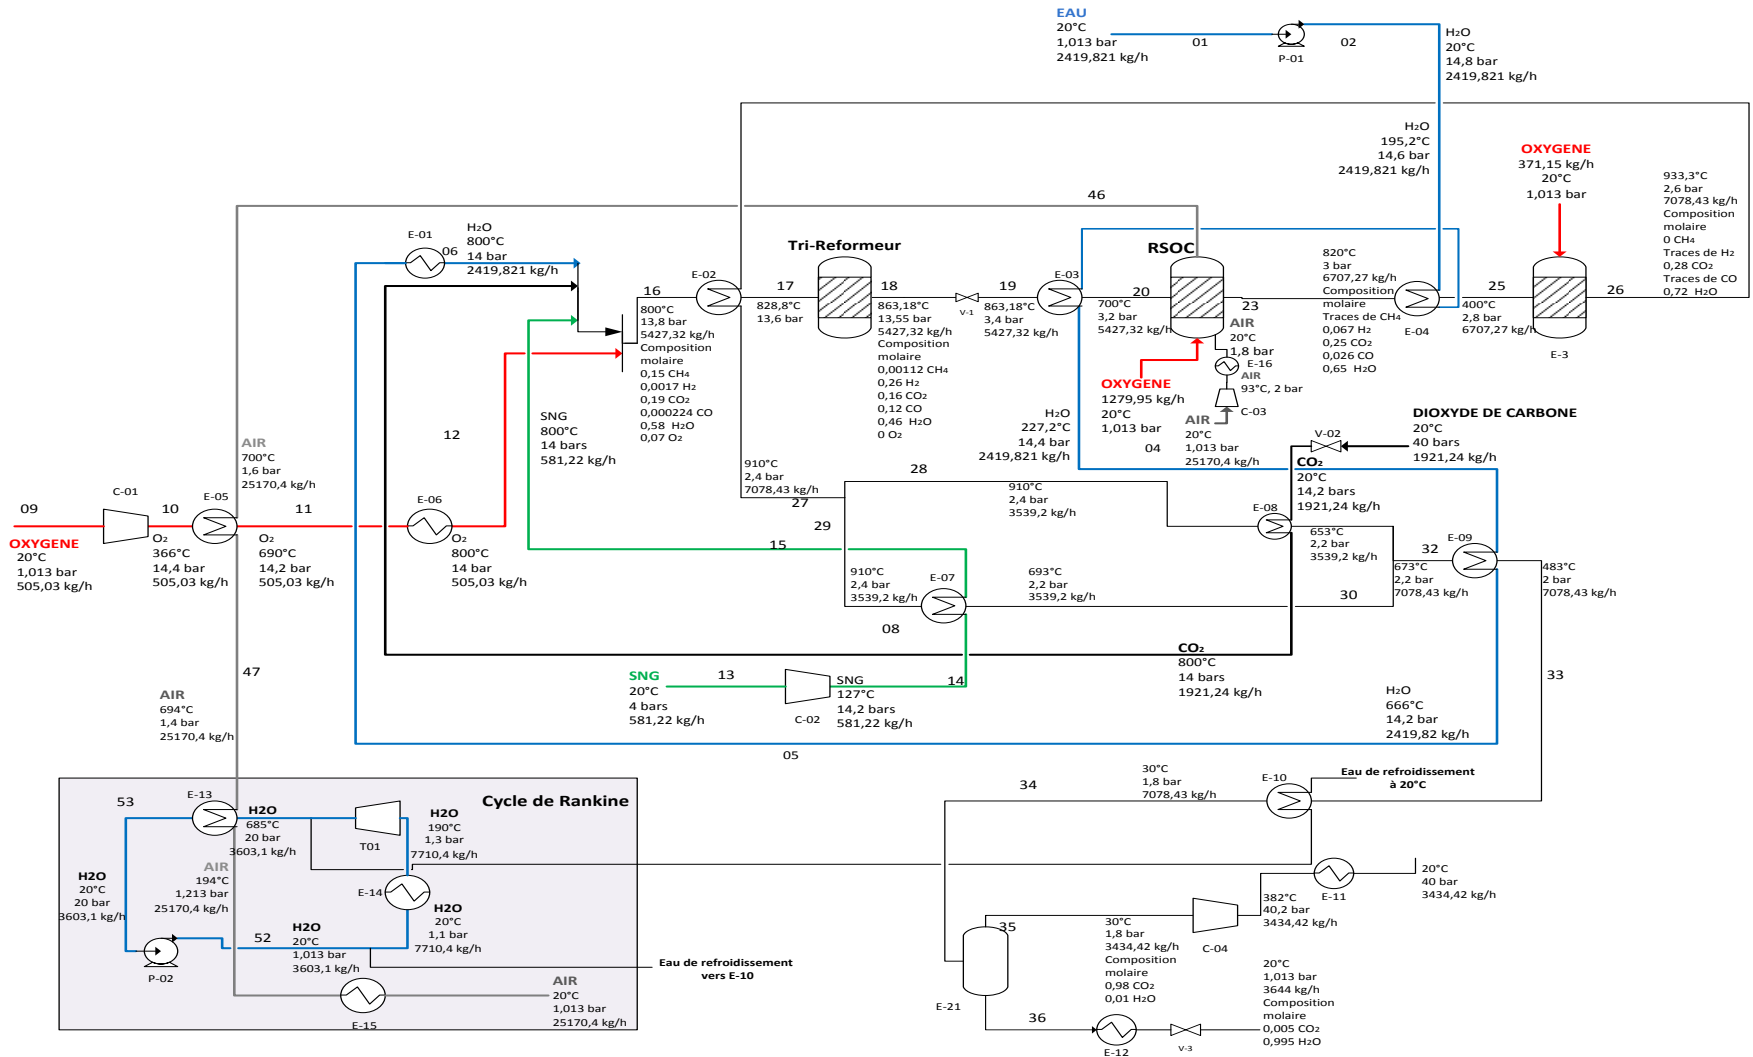 EAU
20°C
1,013 bar
2419,821 kg/h
01
P-01
02
H₂O
20°C
14,8 bar
2419,821 kg/h
H₂O
195,2°C
14,6 bar
2419,821 kg/h
OXYGENE
371,15 kg/h
20°C
1,013 bar
933,3°C
2,6 bar
7078,43 kg/h
Composition
molaire
0 CH₄
Traces de H₂
0,28 CO₂
Traces de CO
0,72 H₂O
46
E-01
06
H₂O
800°C
14 bar
2419,821 kg/h
Tri-Reformeur
RSOC
E-02
16
17
18
19
E-03
20
23
25
26
800°C
13,8 bar
5427,32 kg/h
Composition
molaire
0,15 CH₄
0,0017 H₂
0,19 CO₂
0,000224 CO
0,58 H₂O
0,07 O₂
828,8°C
13,6 bar
863,18°C
13,55 bar
5427,32 kg/h
Composition
molaire
0,00112 CH₄
0,26 H₂
0,16 CO₂
0,12 CO
0,46 H₂O
0 O₂
V-1
863,18°C
3,4 bar
5427,32 kg/h
700°C
3,2 bar
5427,32 kg/h
820°C
3 bar
6707,27 kg/h
Composition
molaire
Traces de CH₄
0,067 H₂
0,25 CO₂
0,026 CO
0,65 H₂O
E-04
400°C
2,8 bar
6707,27 kg/h
E-3
AIR
20°C
1,8 bar
E-16
AIR
93°C, 2 bar
C-03
OXYGENE
1279,95 kg/h
20°C
1,013 bar
04
AIR
20°C
1,013 bar
25170,4 kg/h
DIOXYDE DE CARBONE
20°C
40 bars
1921,24 kg/h
V-02
CO₂
20°C
14,2 bars
1921,24 kg/h
H₂O
227,2°C
14,4 bar
2419,821 kg/h
SNG
800°C
14 bars
581,22 kg/h
12
AIR
700°C
1,6 bar
25170,4 kg/h
09
C-01
10
E-05
11
E-06
OXYGENE
20°C
1,013 bar
505,03 kg/h
O₂
366°C
14,4 bar
505,03 kg/h
O₂
690°C
14,2 bar
505,03 kg/h
O₂
800°C
14 bar
505,03 kg/h
910°C
2,4 bar
7078,43 kg/h
27
28
29
910°C
2,4 bar
3539,2 kg/h
E-08
653°C
2,2 bar
3539,2 kg/h
15
910°C
2,4 bar
3539,2 kg/h
E-07
693°C
2,2 bar
3539,2 kg/h
08
30
32
E-09
673°C
2,2 bar
7078,43 kg/h
483°C
2 bar
7078,43 kg/h
33
CO₂
800°C
14 bars
1921,24 kg/h
SNG
20°C
4 bars
581,22 kg/h
13
C-02
SNG
127°C
14,2 bars
581,22 kg/h
14
H₂O
666°C
14,2 bar
2419,82 kg/h
05
47
AIR
694°C
1,4 bar
25170,4 kg/h
Cycle de Rankine
53
E-13
H2O
685°C
20 bar
3603,1 kg/h
T01
H2O
190°C
1,3 bar
7710,4 kg/h
H2O
20°C
20 bar
3603,1 kg/h
AIR
194°C
1,213 bar
25170,4 kg/h
E-14
H2O
20°C
1,1 bar
7710,4 kg/h
52
H2O
20°C
1,013 bar
3603,1 kg/h
P-02
E-15
AIR
20°C
1,013 bar
25170,4 kg/h
Eau de refroidissement
vers E-10
34
30°C
1,8 bar
7078,43 kg/h
E-10
Eau de refroidissement
à 20°C
35
30°C
1,8 bar
3434,42 kg/h
Composition
molaire
0,98 CO₂
0,01 H₂O
C-04
382°C
40,2 bar
3434,42 kg/h
E-11
20°C
40 bar
3434,42 kg/h
E-21
36
E-12
V-3
20°C
1,013 bar
3644 kg/h
Composition
molaire
0,005 CO₂
0,995 H₂O